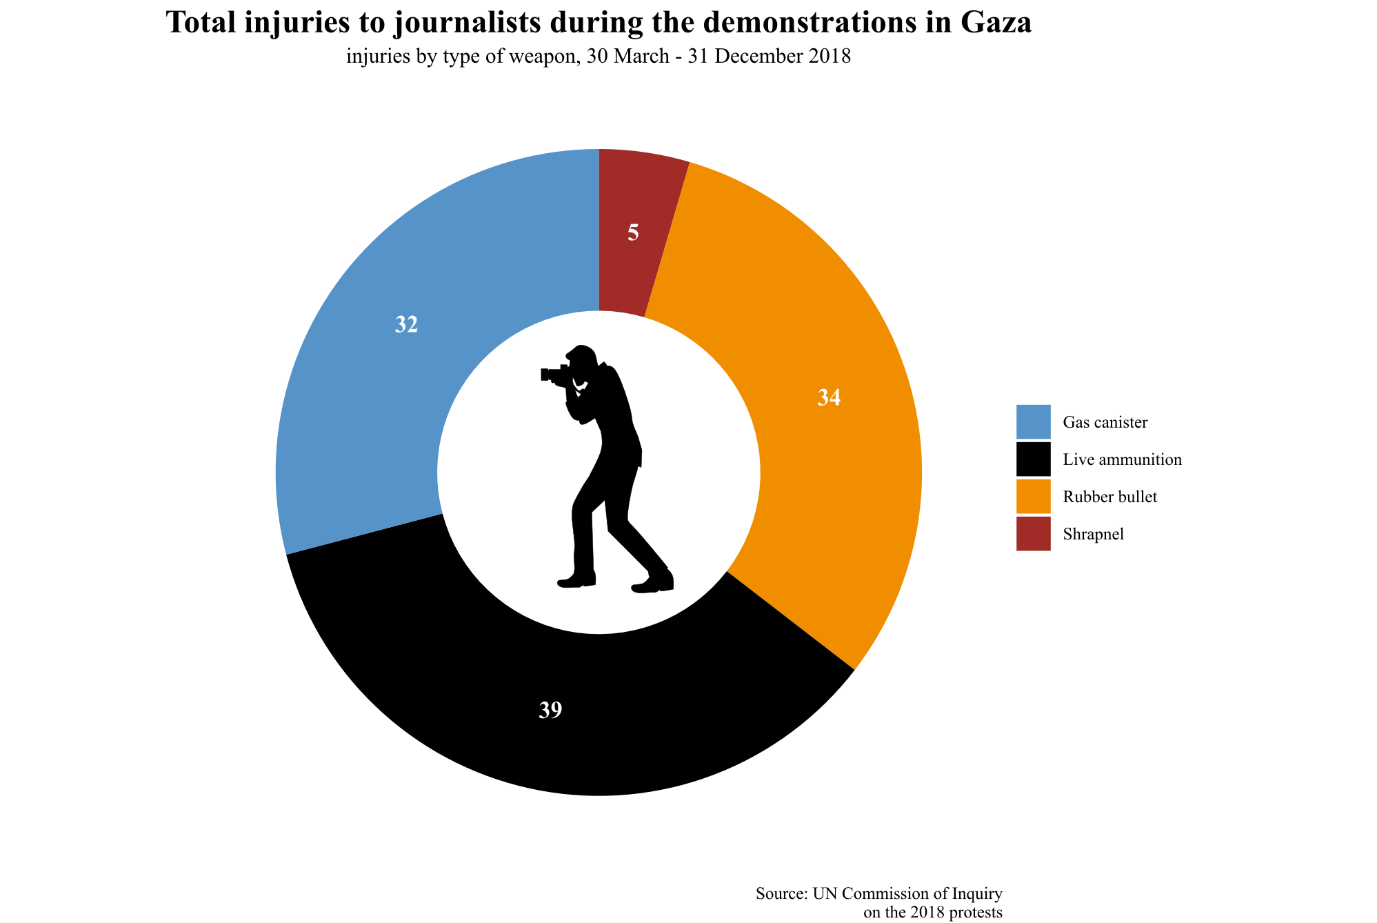 Total injuries to journalists during the demonstrations in Gaza
injuries by type of weapon, 30 March - 31 December 2018
5
32
34
39
Gas canister
Live ammunition
Rubber bullet
Shrapnel
Source: UN Commission of Inquiry
on the 2018 protests